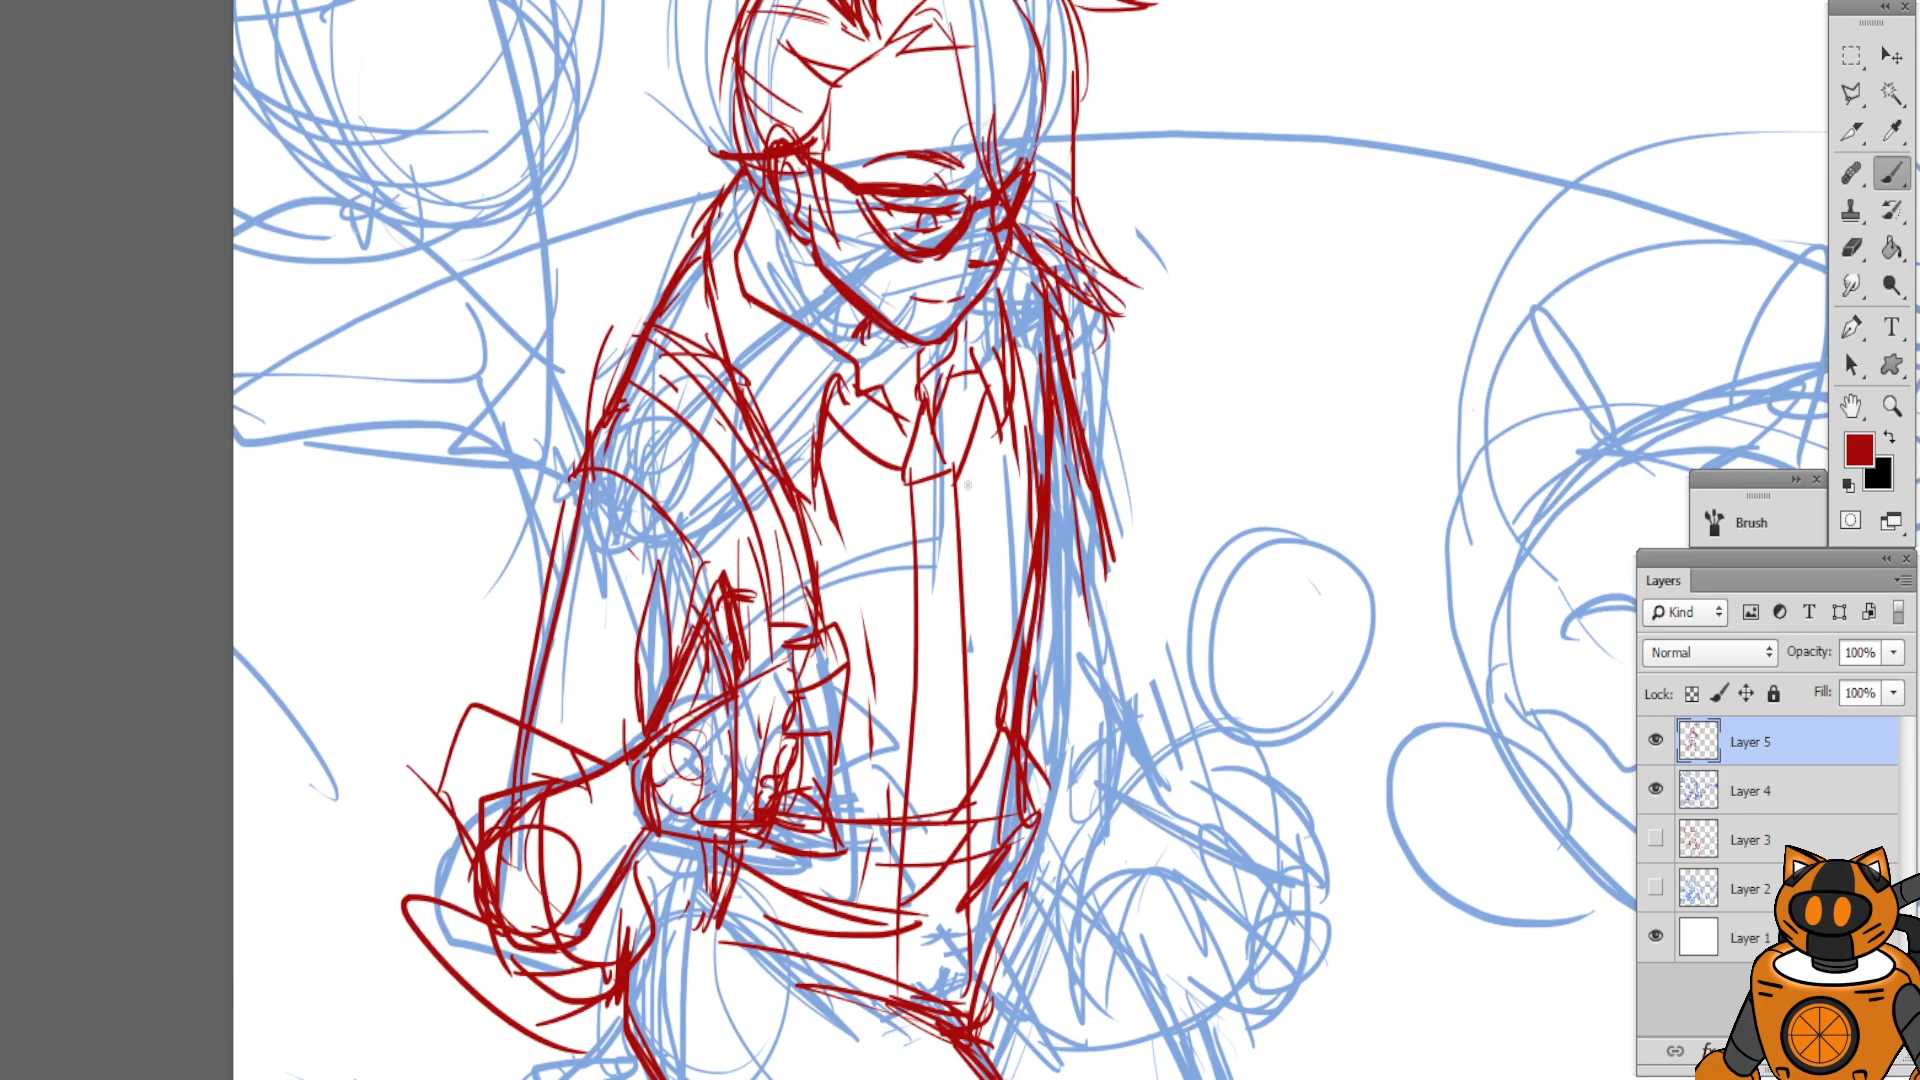 T
Brush
Layers
Kind
T
Normal
Opacity: 100%
Lock:
Fill: 100%
Layer 5
Layer 4
Layer 3
Layer 2
Layer 1